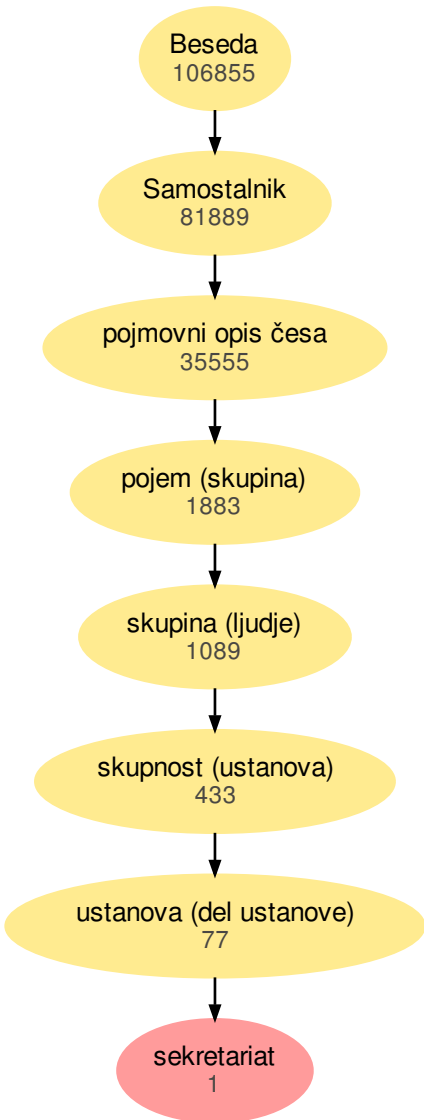 Beseda
106855
Samostalnik
81889
pojmovni opis česa
35555
pojem (skupina)
1883
skupina (ljudje)
1089
skupnost (ustanova)
433
ustanova (del ustanove)
77
sekretariat
1